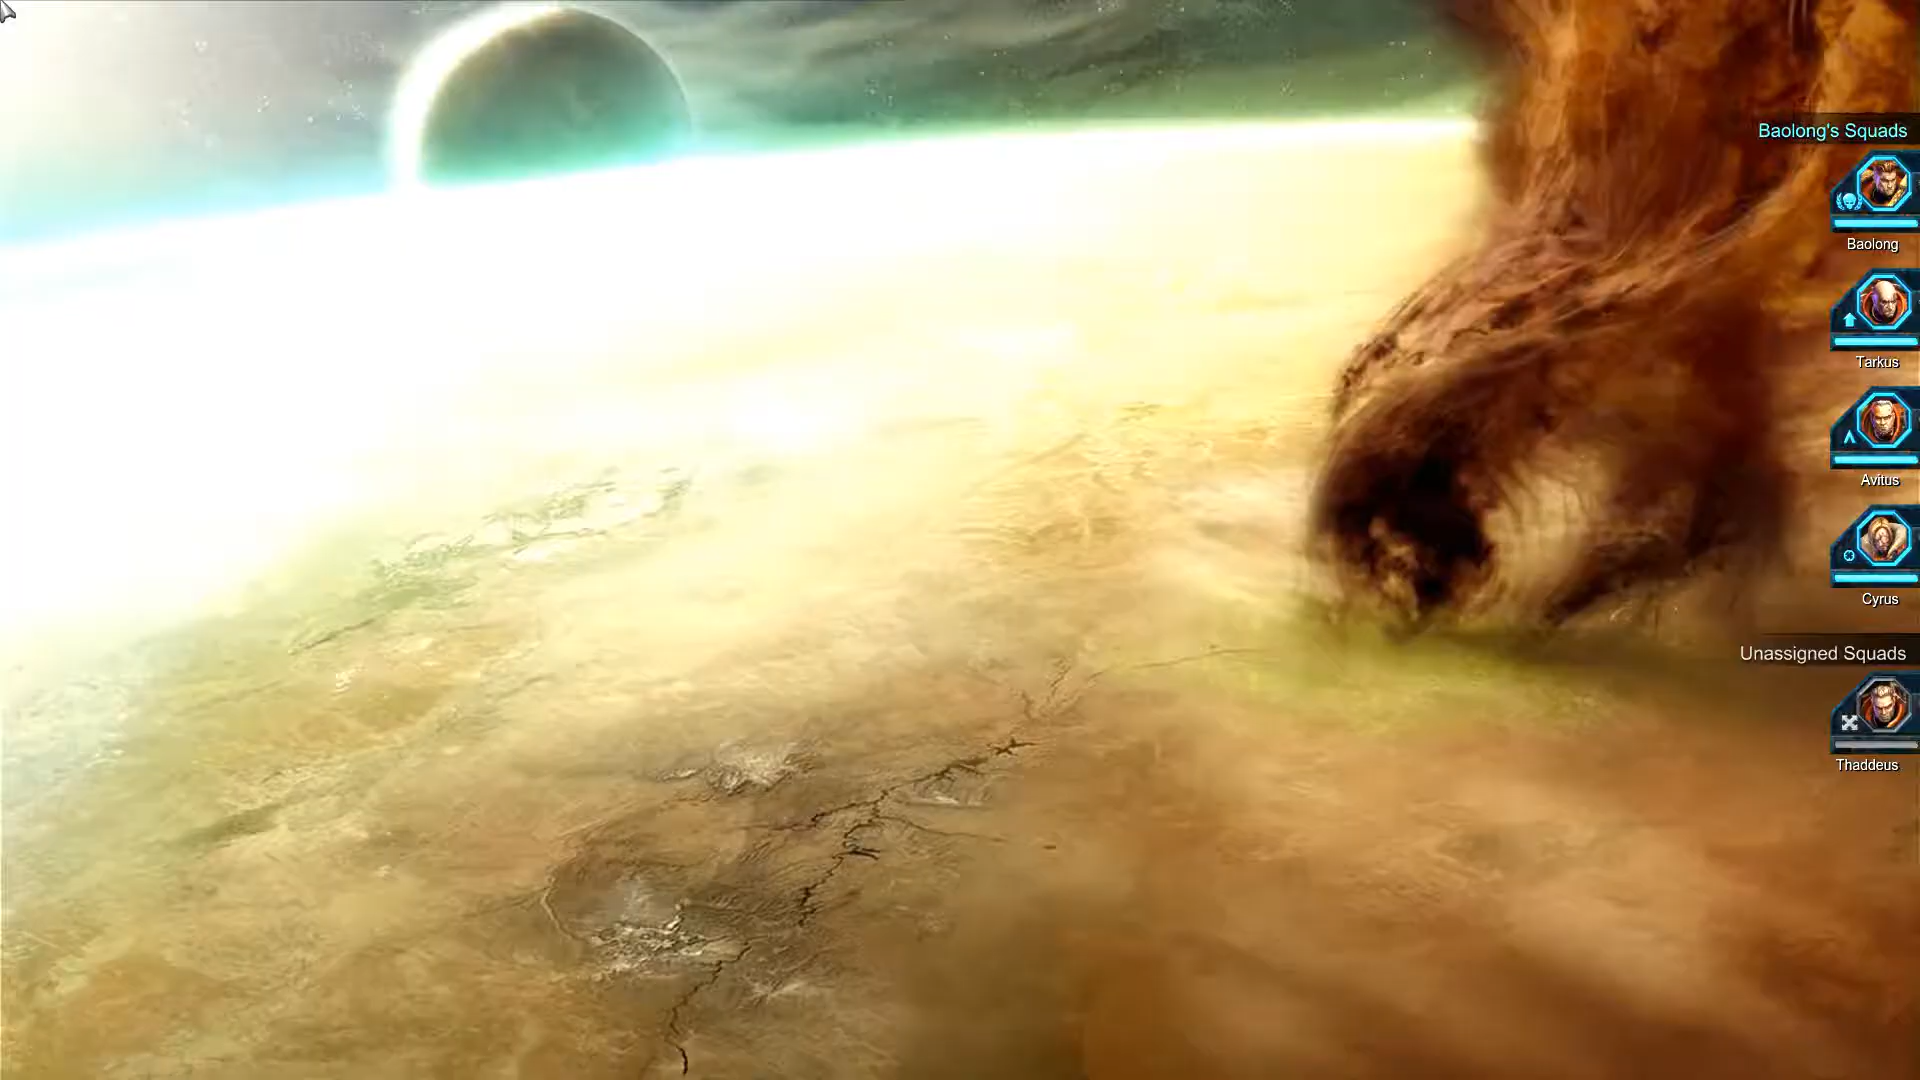 Baolong's Squads
Baolong
Tarkus
Avitus
Cyrus
Unassigned Squads
Thaddeus